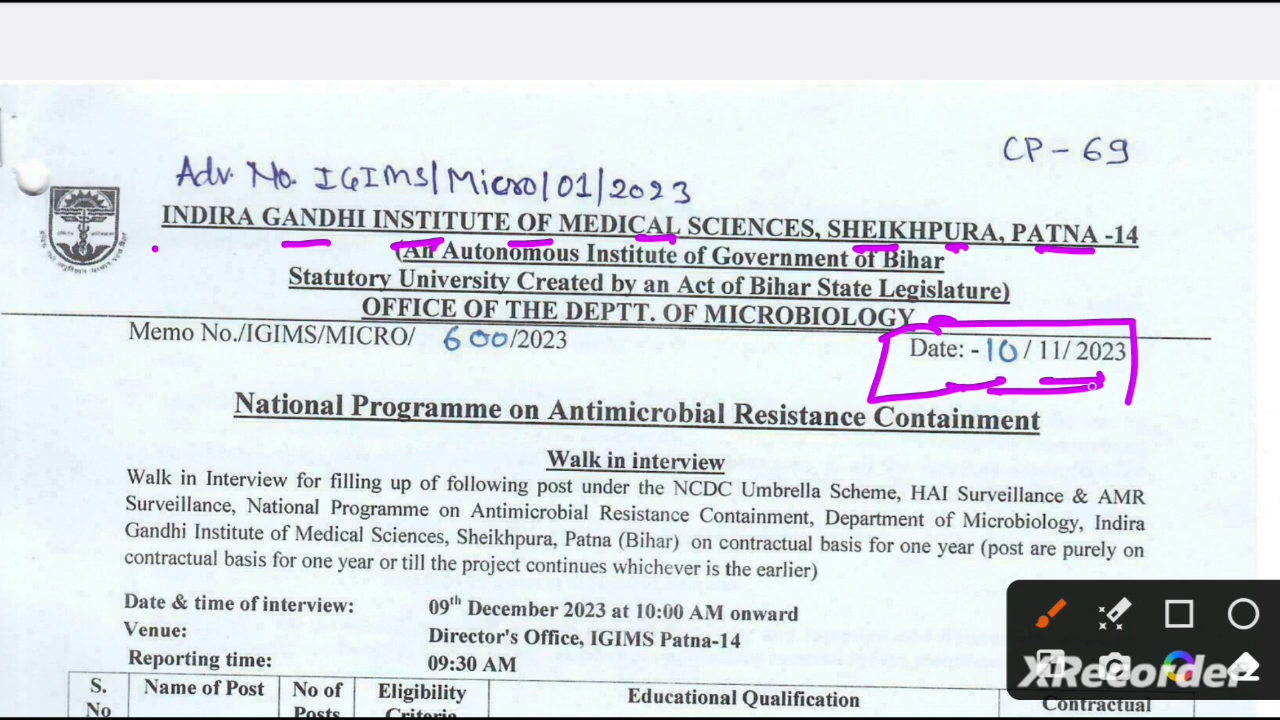 CP - 69
Adv. No. IGIMS/Micro/01/2023
INDIRA GANDHI INSTITUTE OF MEDICAL SCIENCES, SHEIKHPURA, PATNA -14
(An Autonomous Institute of Government of Bihar
Statutory University Created by an Act of Bihar State Legislature)
OFFICE OF THE DEPTT. OF MICROBIOLOGY
Memo No./IGIMS/MICRO/ 600/2023
Date: - 10/ 11/ 2023
National Programme on Antimicrobial Resistance Containment
Walk in interview
Walk in Interview for filling up of following post under the NCDC Umbrella Scheme, HAI Surveillance & AMR
Surveillance, National Programme on Antimicrobial Resistance Containment, Department of Microbiology, Indira
Gandhi Institute of Medical Sciences, Sheikhpura, Patna (Bihar) on contractual basis for one year (post are purely on
contractual basis for one year or till the project continues whichever is the earlier)
Date & time of interview: 09th December 2023 at 10:00 AM onward
Venue: Director's Office, IGIMS Patna-14
Reporting time: 09:30 AM
S. Name of Post No of Eligibility Educational Qualification
No Posts Criteria Contractual
XRecorder